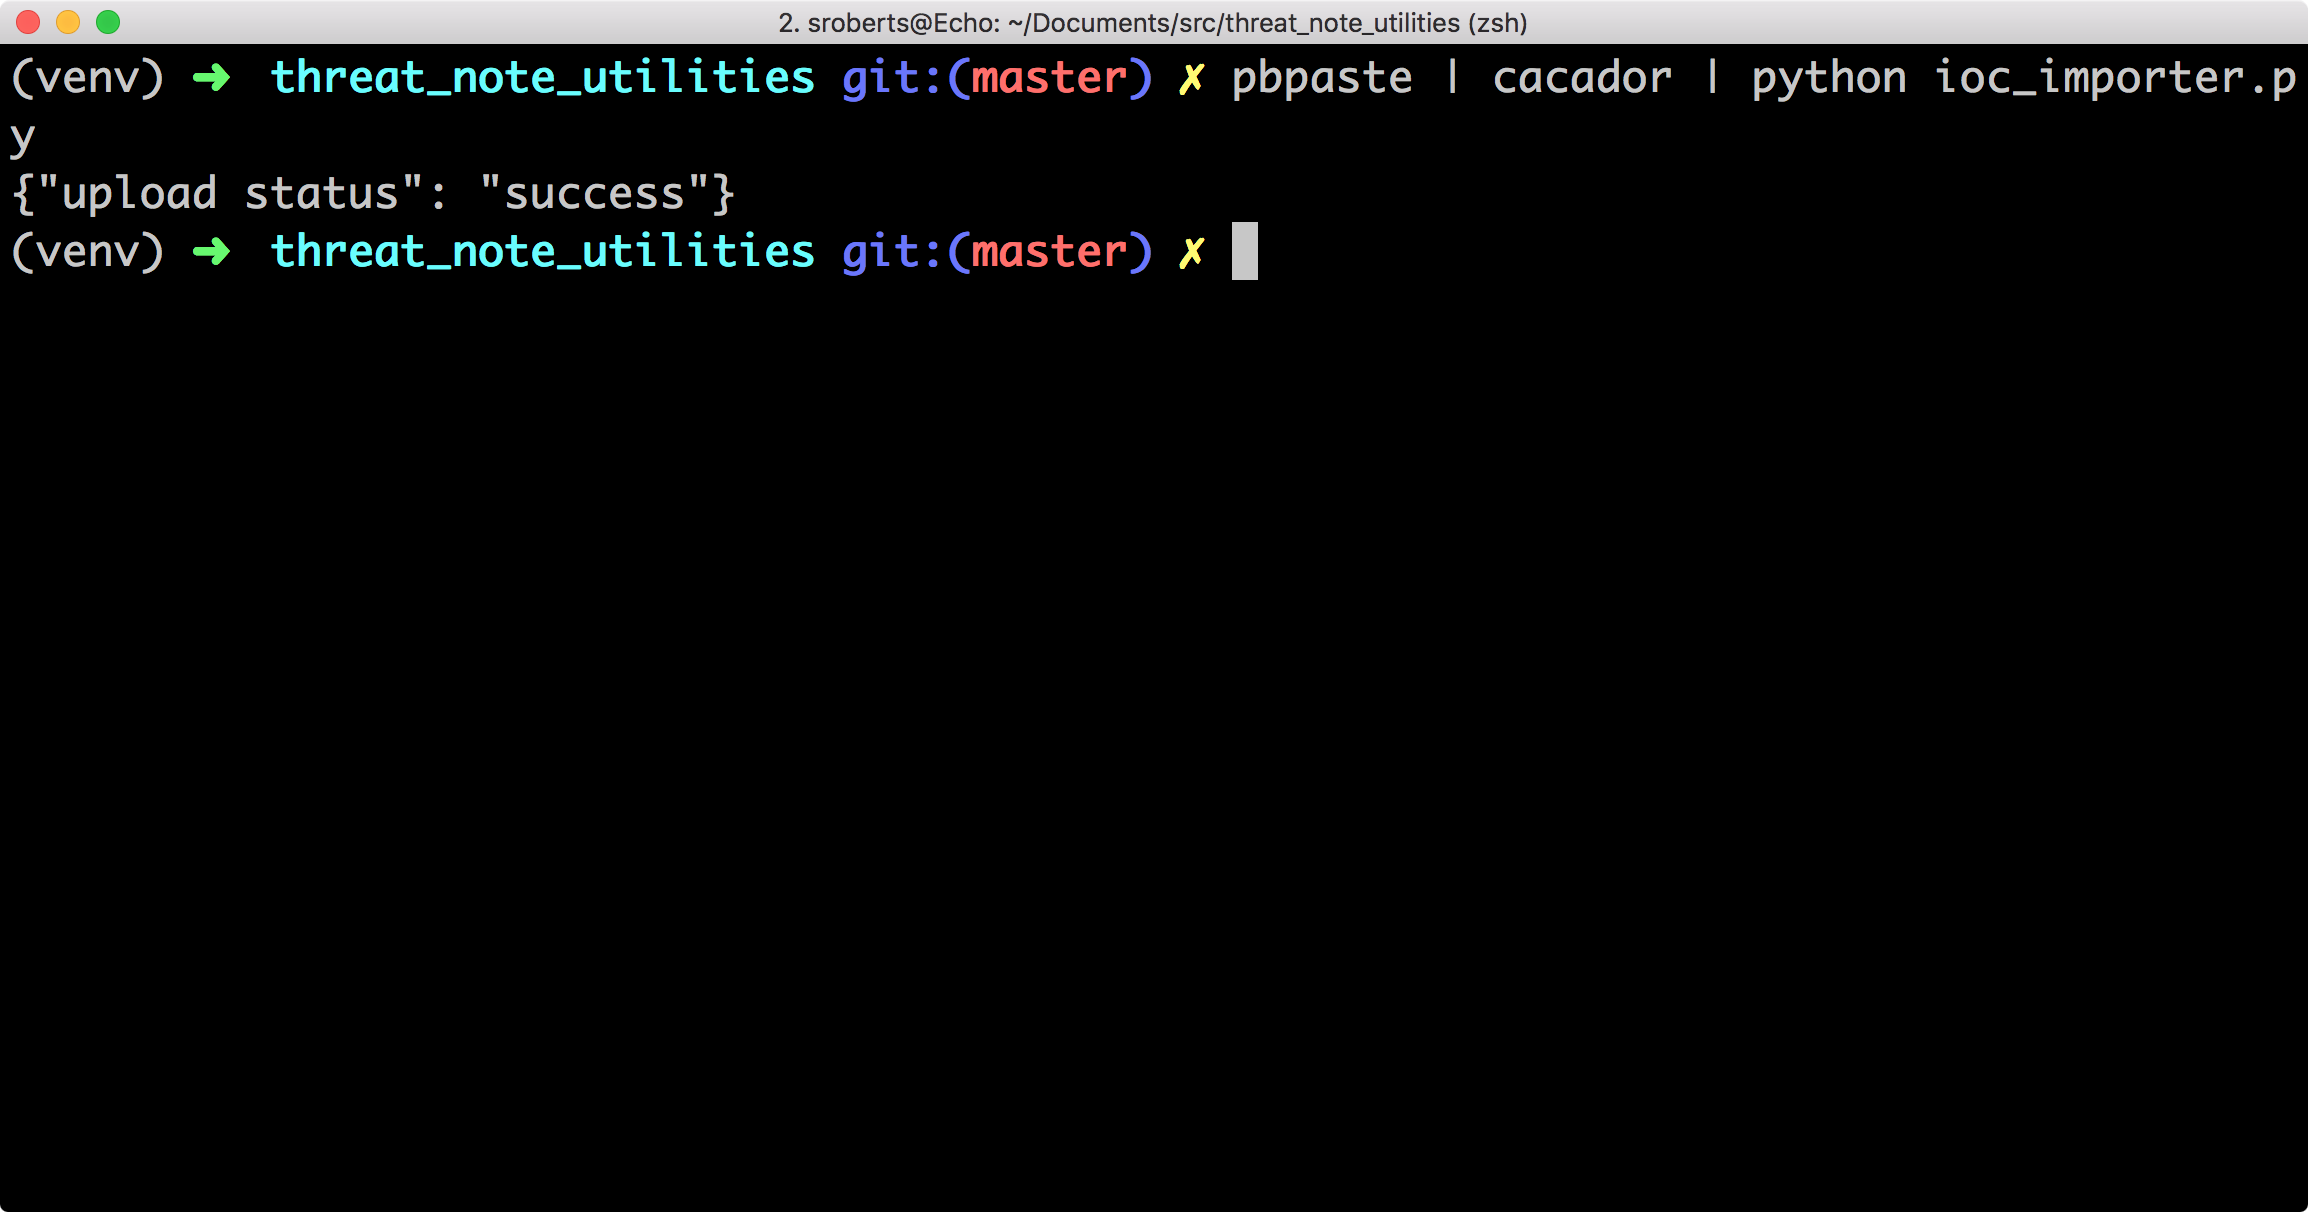 2. sroberts@Echo: ~/Documents/src/threat_note_utilities (zsh)
(venv) ➜  threat_note_utilities git:(master) ✗ pbpaste | cacador | python ioc_importer.p
y
{"upload status": "success"}
(venv) ➜  threat_note_utilities git:(master) ✗